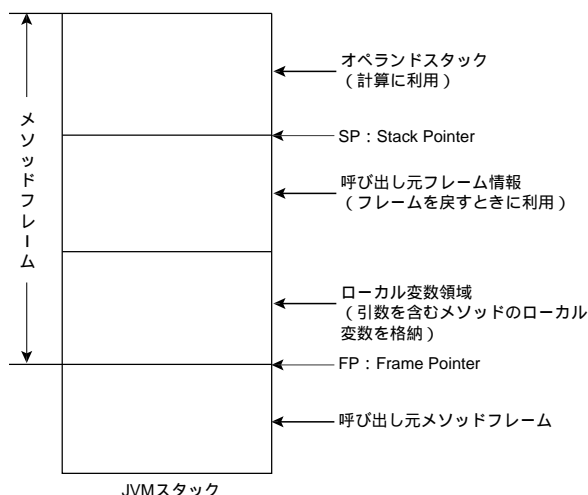 メソッドフレーム
オペランドスタック
（計算に利用）
SP：Stack Pointer
呼び出し元フレーム情報
（フレームを戻すときに利用）
ローカル変数領域
（引数を含むメソッドのローカル
変数を格納）
FP：Frame Pointer
呼び出し元メソッドフレーム
JVMスタック